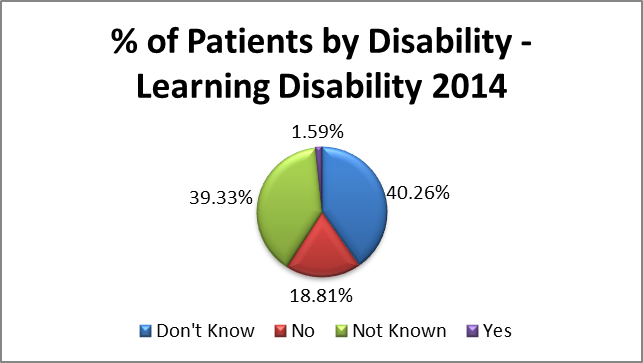 % of Patients by Disability -
Learning Disability 2014
1.59%
39.33%
40.26%
18.81%
Don't Know No Not Known Yes